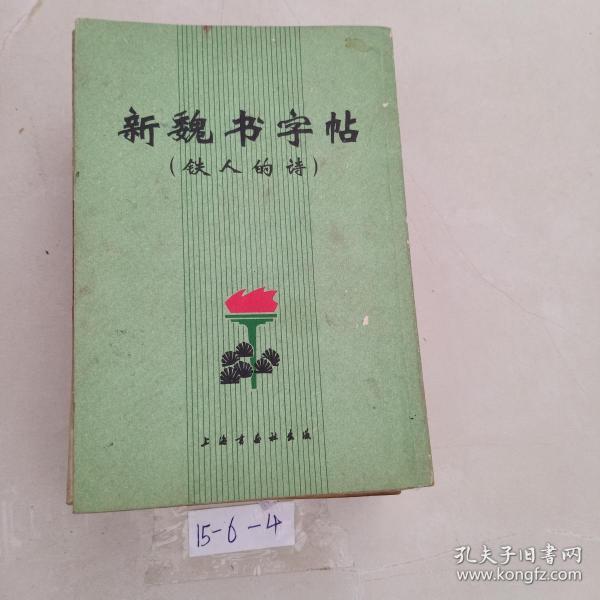 新魏书字帖
(铁人的诗)
上海书画社出版
15-6-4
孔夫子旧书网
www.kongfz.com